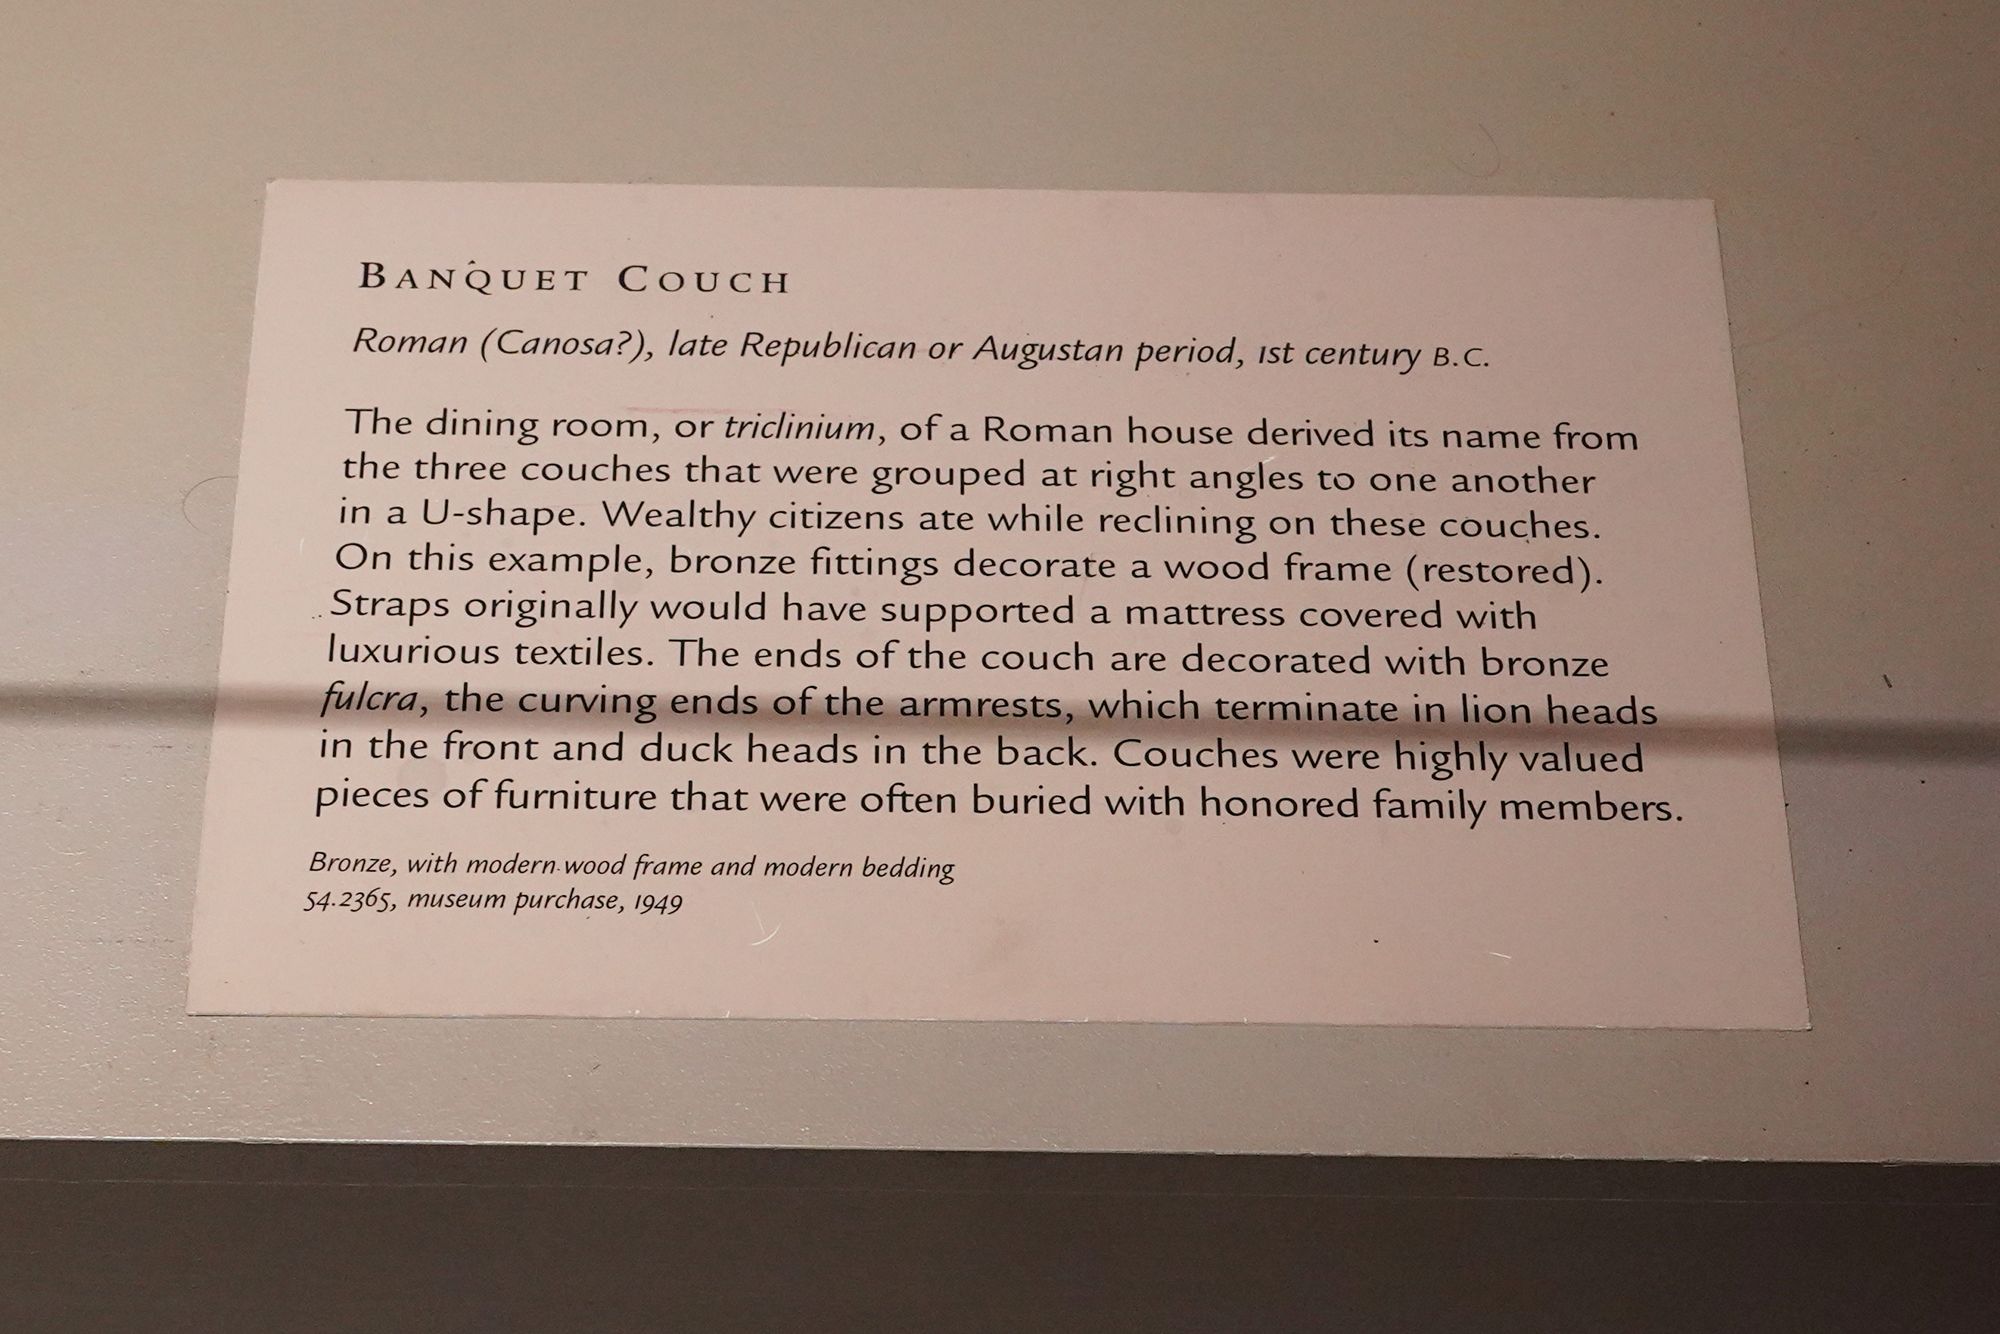 BANQUET COUCH
Roman (Canosa?), late Republican or Augustan period, 1st century B.C.
The dining room, or triclinium, of a Roman house derived its name from
the three couches that were grouped at right angles to one another
in a U-shape. Wealthy citizens ate while reclining on these couches.
On this example, bronze fittings decorate a wood frame (restored).
Straps originally would have supported a mattress covered with
luxurious textiles. The ends of the couch are decorated with bronze
fulcra, the curving ends of the armrests, which terminate in lion heads
in the front and duck heads in the back. Couches were highly valued
pieces of furniture that were often buried with honored family members.
Bronze, with modern wood frame and modern bedding
54.2365, museum purchase, 1949